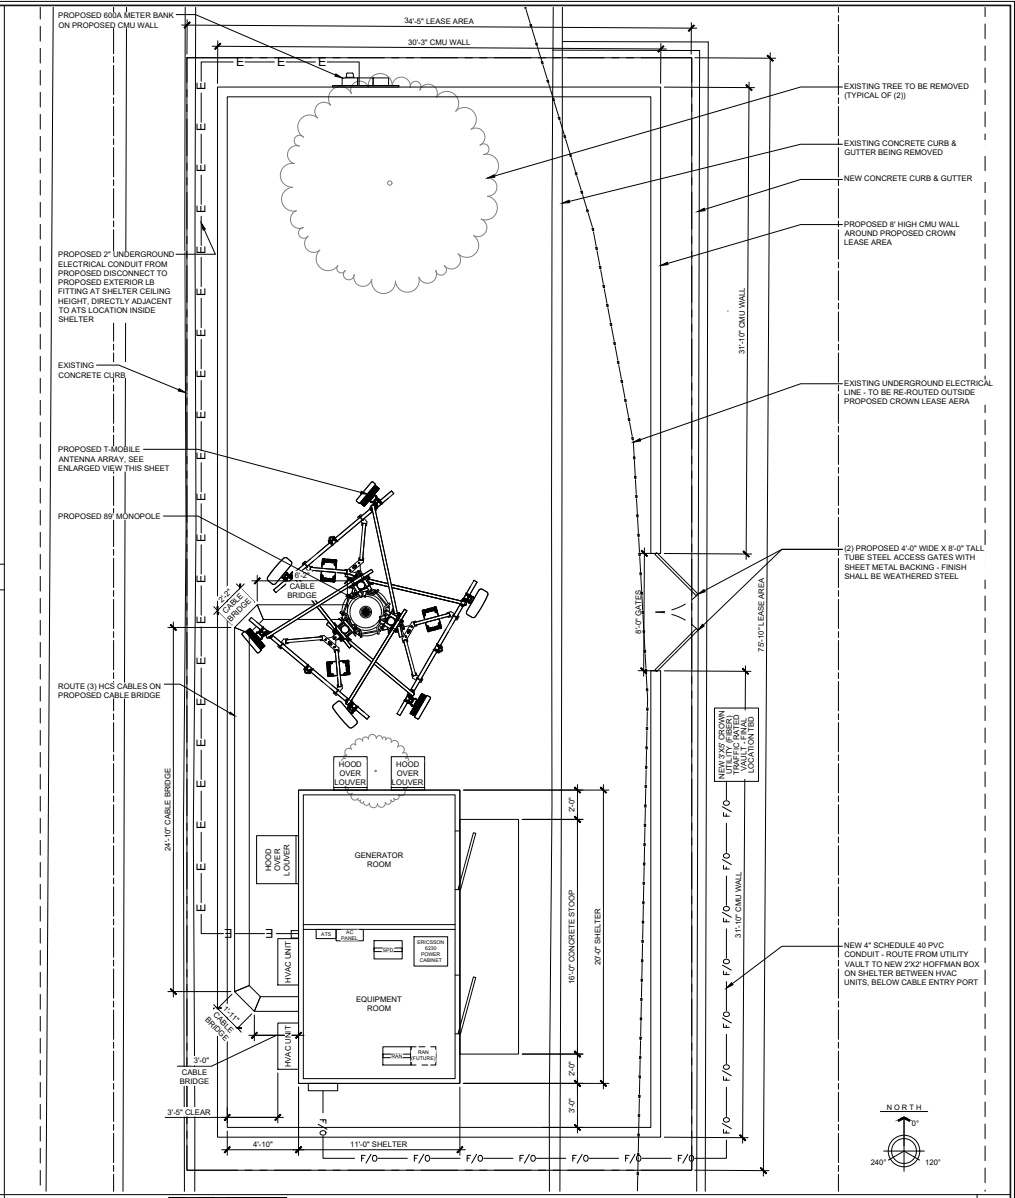 PROPOSED 600A METER BANK
ON PROPOSED CMU WALL
34'-5" LEASE AREA
30'-3" CMU WALL
E E E
EXISTING TREE TO BE REMOVED
(TYPICAL OF (2))
EXISTING CONCRETE CURB &
GUTTER BEING REMOVED
NEW CONCRETE CURB & GUTTER
PROPOSED 8' HIGH CMU WALL
AROUND PROPOSED CROWN
LEASE AREA
PROPOSED 2" UNDERGROUND
ELECTRICAL CONDUIT FROM
PROPOSED DISCONNECT TO
PROPOSED EXTERIOR LB
FITTING AT SHELTER CEILING
HEIGHT, DIRECTLY ADJACENT
TO ATS LOCATION INSIDE
SHELTER
31'-10" CMU WALL
EXISTING
CONCRETE CURB
EXISTING UNDERGROUND ELECTRICAL
LINE - TO BE RE-ROUTED OUTSIDE
PROPOSED CROWN LEASE AERA
PROPOSED T-MOBILE
ANTENNA ARRAY, SEE
ENLARGED VIEW THIS SHEET
PROPOSED 89' MONOPOLE
(2) PROPOSED 4'-0" WIDE X 8'-0" TALL
TUBE STEEL ACCESS GATES WITH
SHEET METAL BACKING - FINISH
SHALL BE WEATHERED STEEL
6'-2"
CABLE
BRIDGE
2'-2"
CABLE
BRIDGE
8'-0" GATES
75'-10" LEASE AREA
ROUTE (3) HCS CABLES ON
PROPOSED CABLE BRIDGE
NEW 3'X5' CROWN
UTILITY (FIBER)
TRAFFIC RATED
VAULT - FINAL
LOCATION TBD
24'-10" CABLE BRIDGE
HOOD
OVER
LOUVER
HOOD
OVER
LOUVER
HOOD
OVER
LOUVER
GENERATOR
ROOM
2'-0"
16'-0" CONCRETE STOOP
20'-0" SHELTER
31'-10" CMU WALL
F/O
F/O
F/O
F/O
F/O
F/O
F/O
E E
ATS
AC
PANEL
SPD
ERICSSON
6230
POWER
CABINET
HVAC UNIT
EQUIPMENT
ROOM
NEW 4" SCHEDULE 40 PVC
CONDUIT - ROUTE FROM UTILITY
VAULT TO NEW 2'X2' HOFFMAN BOX
ON SHELTER BETWEEN HVAC
UNITS, BELOW CABLE ENTRY PORT
1'-11"
CABLE
BRIDGE
HVAC UNIT
RAN
RAN
(FUTURE)
3'-0"
CABLE
BRIDGE
2'-0"
3'-0"
3'-5" CLEAR
F/O
4'-10"
11'-0" SHELTER
F/O F/O F/O F/O F/O F/O F/O
NORTH
0°
240° 120°